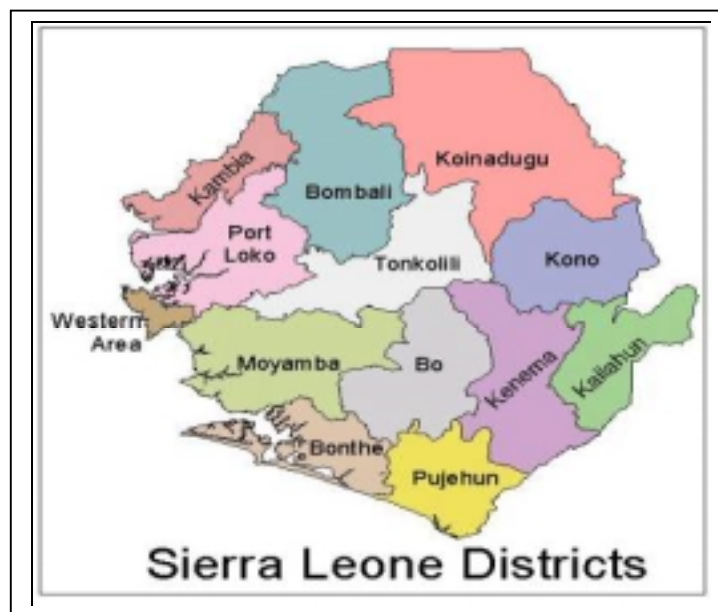 Koinadugu
Kambia
Bombali
Port
Loko
Tonkolili
Kono
Western
Area
Moyamba
Bo
Kenema
Kailahun
Bonthe
Pujehun
Sierra Leone Districts